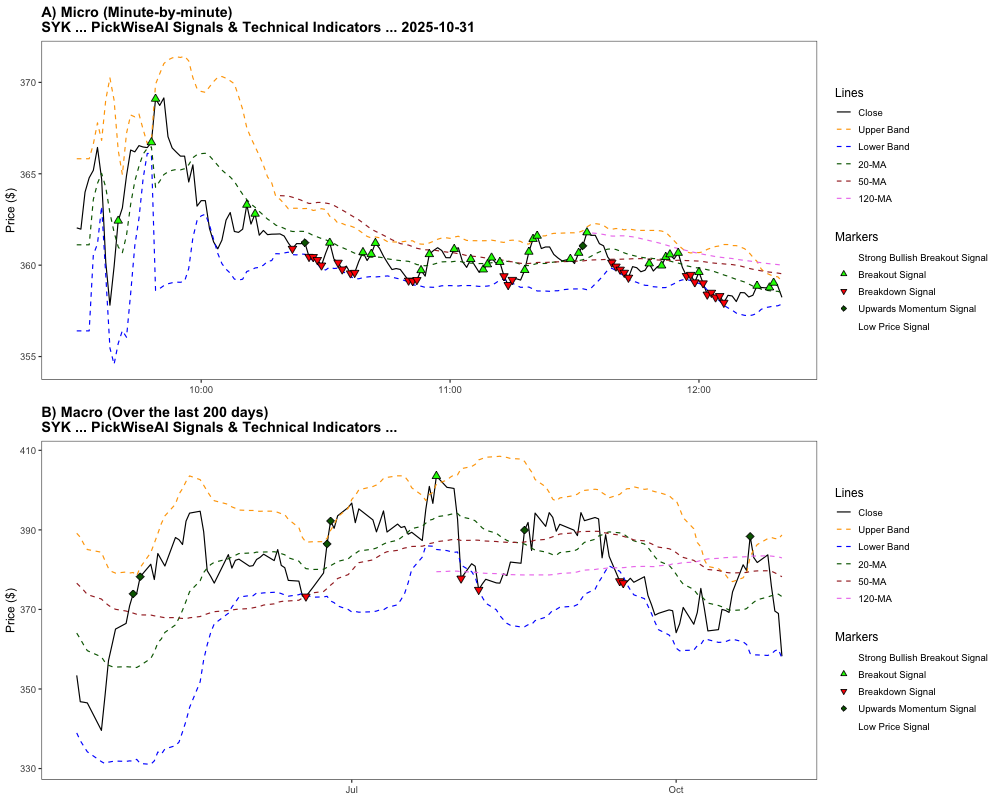 A) Micro (Minute-by-minute)
SYK ... PickWiseAI Signals & Technical Indicators ... 2025-10-31
Price ($)
370
365
360
355
10:00
11:00
12:00
Lines
Close
Upper Band
Lower Band
20-MA
50-MA
120-MA
Markers
Strong Bullish Breakout Signal
Breakout Signal
Breakdown Signal
Upwards Momentum Signal
Low Price Signal
B) Macro (Over the last 200 days)
SYK ... PickWiseAI Signals & Technical Indicators ...
Price ($)
410
390
370
350
330
Jul
Oct
Lines
Close
Upper Band
Lower Band
20-MA
50-MA
120-MA
Markers
Strong Bullish Breakout Signal
Breakout Signal
Breakdown Signal
Upwards Momentum Signal
Low Price Signal